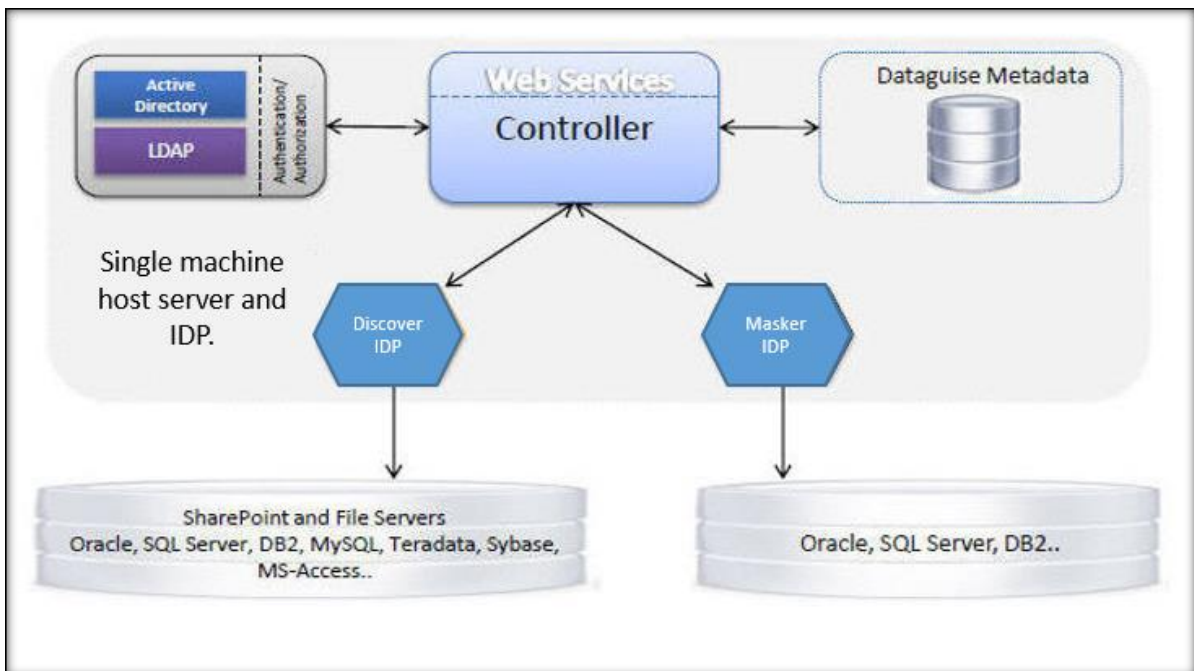 Active
Directory
LDAP
Authentication/
Authorization
Web Services
Controller
Dataguise Metadata
Single machine
host server and
IDP.
Discover
IDP
Masker
IDP
SharePoint and File Servers
Oracle, SQL Server, DB2, MySQL, Teradata, Sybase,
MS-Access..
Oracle, SQL Server, DB2..